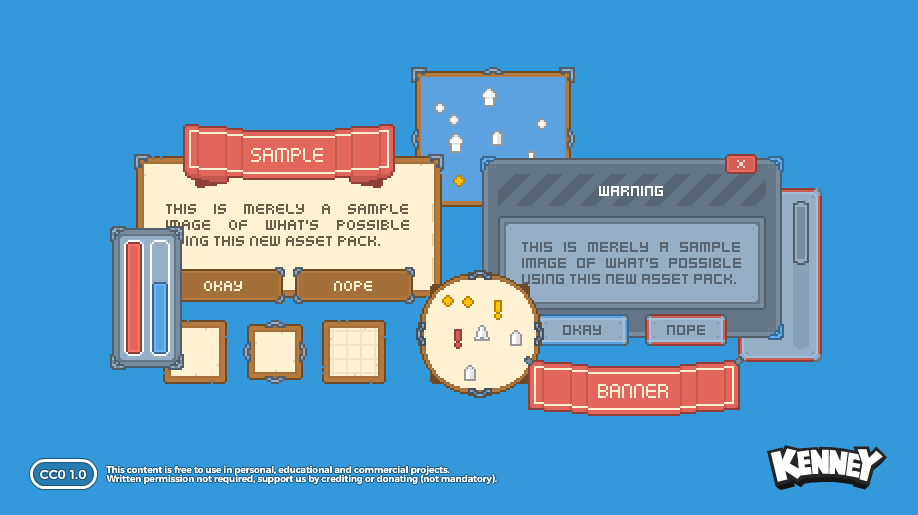 SAMPLE
THIS IS MERELY A SAMPLE
IMAGE OF WHAT'S POSSIBLE
THIS NEW ASSET PACK.
OKAY
NOPE
X
WARNING
THIS IS MERELY A SAMPLE
IMAGE OF WHAT'S POSSIBLE
USING THIS NEW ASSET PACK.
OKAY
NOPE
BANNER
CC0 1.0
This content is free to use in personal, educational and commercial projects.
Written permission not required, support us by crediting or donating (not mandatory).
KENNEY